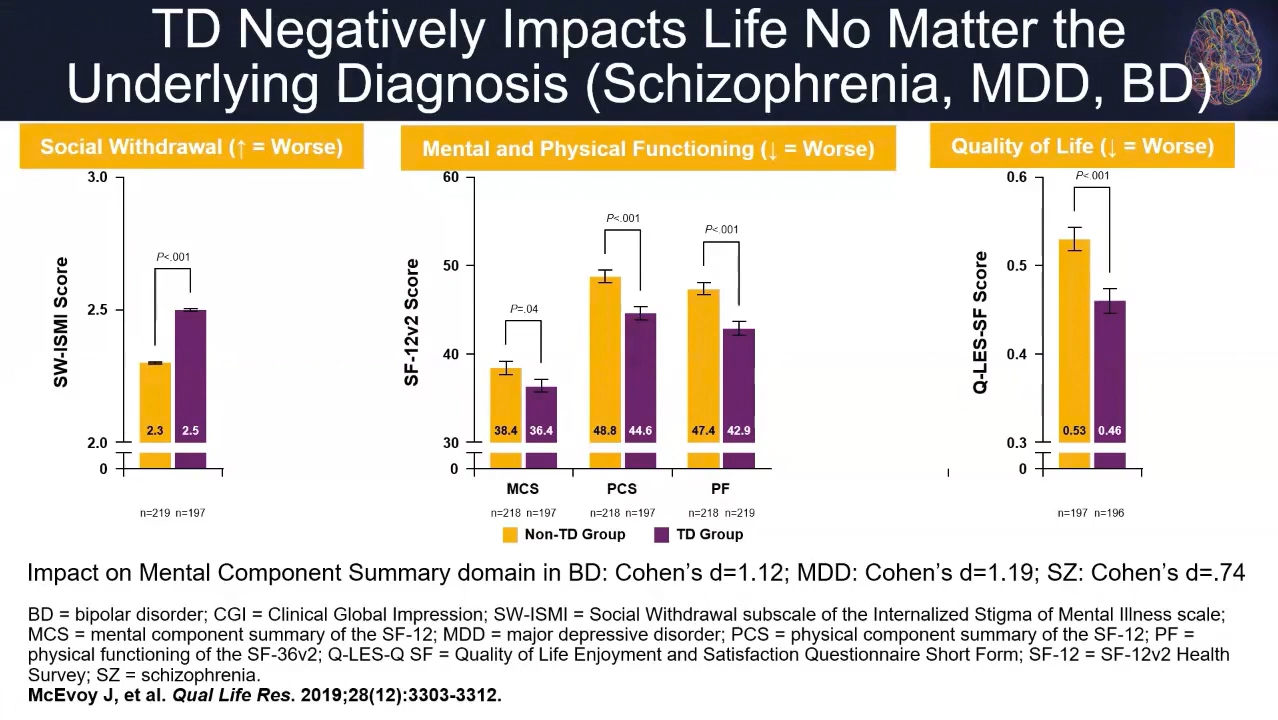 TD Negatively Impacts Life No Matter the
Underlying Diagnosis (Schizophrenia, MDD, BD)
Social Withdrawal (↑ = Worse)
3.0
2.5
2.0
0
SW-ISMI Score
P<.001
2.3 2.5
n=219 n=197
Mental and Physical Functioning (↓ = Worse)
60
50
40
30
0
SF-12v2 Score
P=.04
P<.001
P<.001
38.4 36.4 48.8 44.6 47.4 42.9
MCS PCS PF
n=218 n=197 n=218 n=197 n=218 n=219
Non-TD Group TD Group
Quality of Life (↓ = Worse)
0.6
0.5
0.4
0.3
0
Q-LES-SF Score
P<.001
0.53 0.46
n=197 n=196
Impact on Mental Component Summary domain in BD: Cohen's d=1.12; MDD: Cohen's d=1.19; SZ: Cohen's d=.74
BD = bipolar disorder; CGI = Clinical Global Impression; SW-ISMI = Social Withdrawal subscale of the Internalized Stigma of Mental Illness scale;
MCS = mental component summary of the SF-12; MDD = major depressive disorder; PCS = physical component summary of the SF-12; PF =
physical functioning of the SF-36v2; Q-LES-Q SF = Quality of Life Enjoyment and Satisfaction Questionnaire Short Form; SF-12 = SF-12v2 Health
Survey; SZ = schizophrenia.
McEvoy J, et al. Qual Life Res. 2019;28(12):3303-3312.